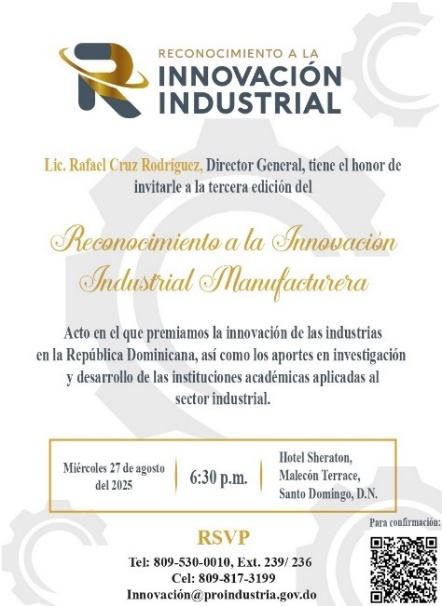 RECONOCIMIENTO A LA
INNOVACIÓN
INDUSTRIAL
Lic. Rafael Cruz Rodríguez, Director General, tiene el honor de
invitarle a la tercera edición del
Reconocimiento a la Innovación
Industrial Manufacturera
Acto en el que premiamos la innovación de las industrias
en la República Dominicana, así como los aportes en investigación
y desarrollo de las instituciones académicas aplicadas al
sector industrial.
Miércoles 27 de agosto
del 2025
6:30 p.m.
Hotel Sheraton,
Malecón Terrace,
Santo Domingo, D.N.
Para confirmación:
RSVP
Tel: 809-530-0010, Ext. 239/ 236
Cel: 809-817-3199
Innovación@proindustria.gov.do